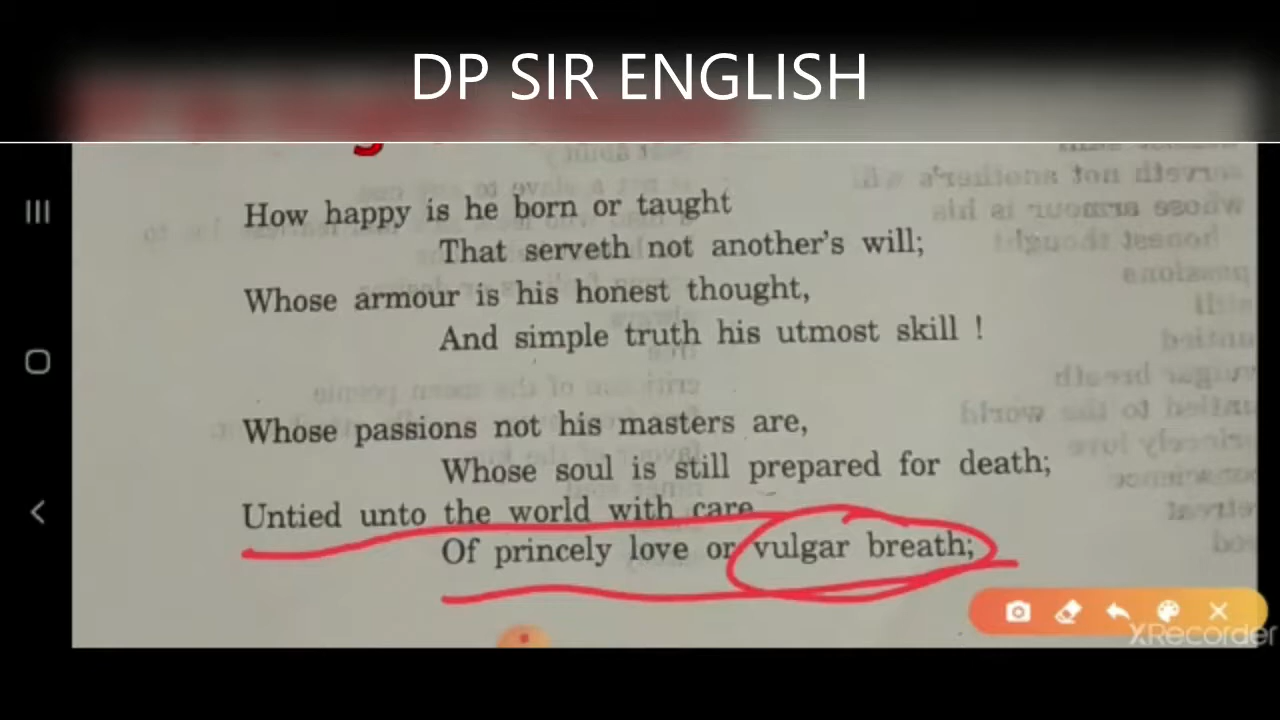 DP SIR ENGLISH
How happy is he born or taught
That serveth not another's will;
Whose armour is his honest thought,
And simple truth his utmost skill !
Whose passions not his masters are,
Whose soul is still prepared for death;
Untied unto the world with care
Of princely love or vulgar breath;
XRecorder